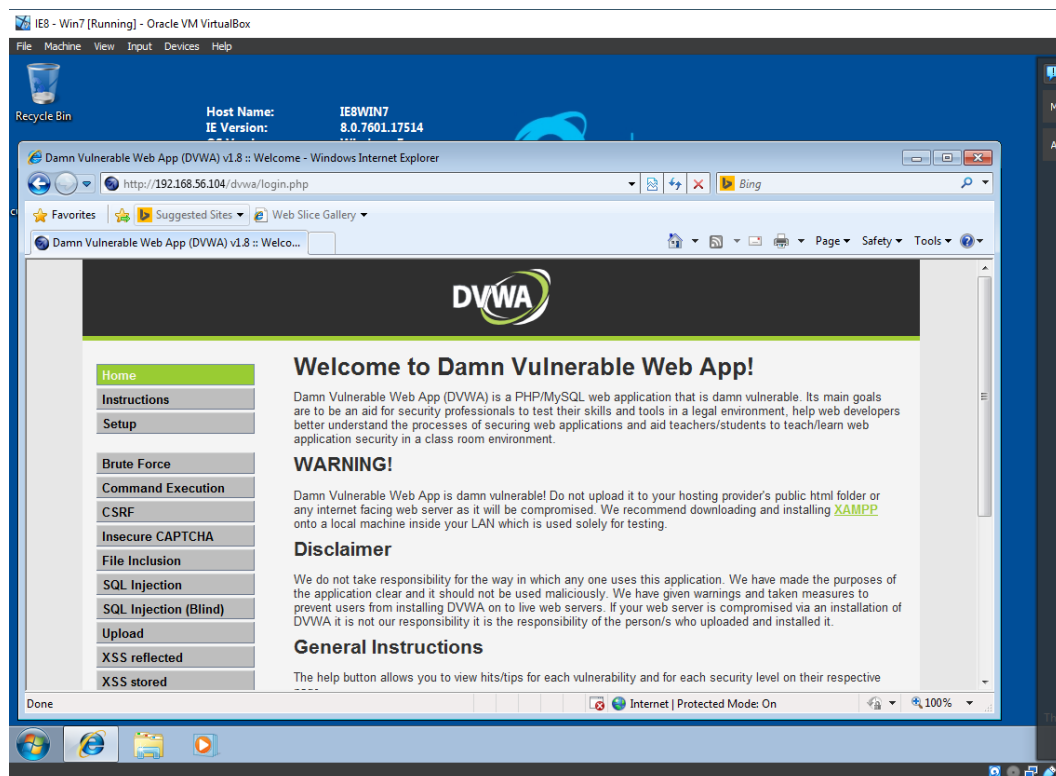 IE8 - Win7 [Running] - Oracle VM VirtualBox
File Machine View Input Devices Help
Recycle Bin
Host Name: IE8WIN7
IE Version: 8.0.7601.17514
Damn Vulnerable Web App (DVWA) v1.8 :: Welcome - Windows Internet Explorer
http://192.168.56.104/dvwa/login.php
Bing
Favorites Suggested Sites Web Slice Gallery
Damn Vulnerable Web App (DVWA) v1.8 :: Welco...
Page Safety Tools
DVWA
Home
Instructions
Setup
Brute Force
Command Execution
CSRF
Insecure CAPTCHA
File Inclusion
SQL Injection
SQL Injection (Blind)
Upload
XSS reflected
XSS stored
Welcome to Damn Vulnerable Web App!
Damn Vulnerable Web App (DVWA) is a PHP/MySQL web application that is damn vulnerable. Its main goals
are to be an aid for security professionals to test their skills and tools in a legal environment, help web developers
better understand the processes of securing web applications and aid teachers/students to teach/learn web
application security in a class room environment.
WARNING!
Damn Vulnerable Web App is damn vulnerable! Do not upload it to your hosting provider's public html folder or
any internet facing web server as it will be compromised. We recommend downloading and installing XAMPP
onto a local machine inside your LAN which is used solely for testing.
Disclaimer
We do not take responsibility for the way in which any one uses this application. We have made the purposes of
the application clear and it should not be used maliciously. We have given warnings and taken measures to
prevent users from installing DVWA on to live web servers. If your web server is compromised via an installation of
DVWA it is not our responsibility it is the responsibility of the person/s who uploaded and installed it.
General Instructions
The help button allows you to view hits/tips for each vulnerability and for each security level on their respective
Done
Internet | Protected Mode: On
100%